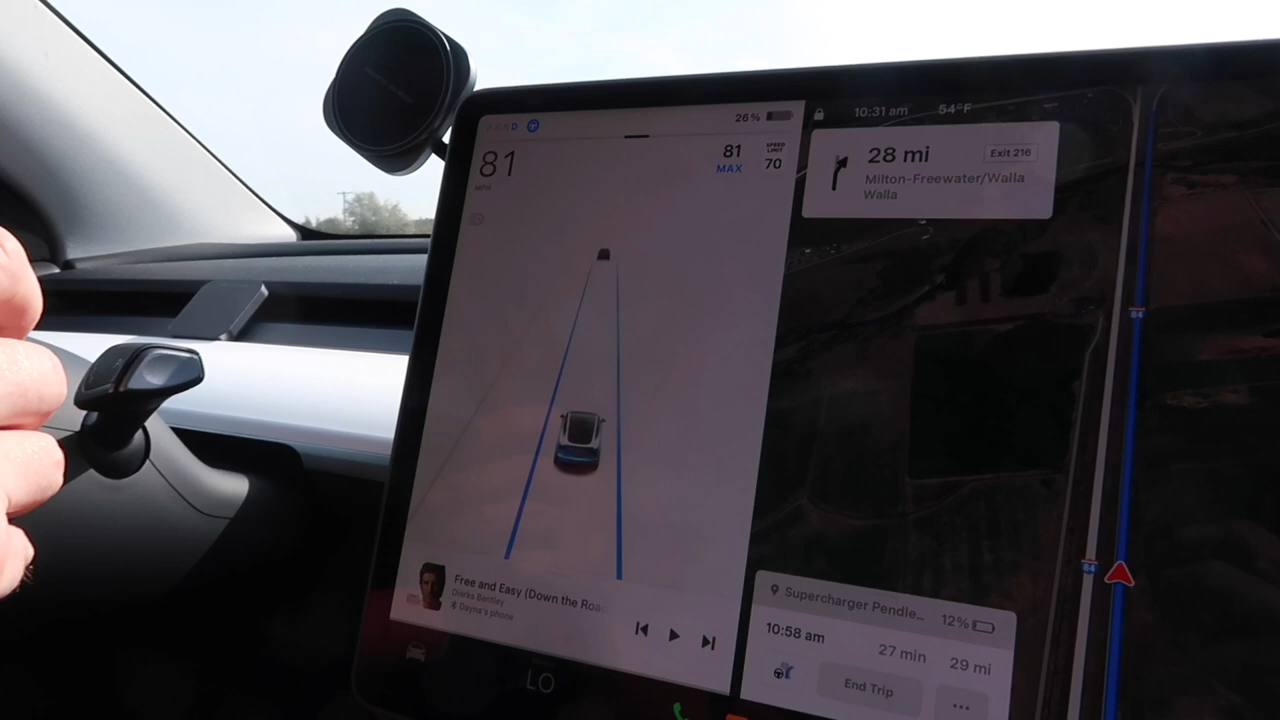 D
26%
10:31 am
54°F
81
MPH
81
MAX
SPEED
LIMIT
70
28 mi
Exit 216
Milton-Freewater/Walla
Walla
84
84
Free and Easy (Down the Roa
Dierks Bentley
Dayna's phone
LO
Supercharger Pendle...
12%
10:58 am
27 min
29 mi
End Trip
...